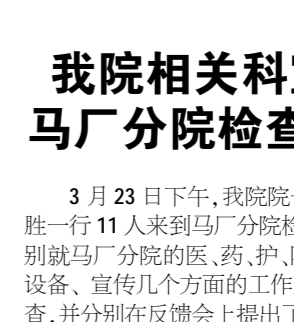 我院相关科
马厂分院检查
3 月 23 日下午,我院院
胜一行 11 人来到马厂分院
别就马厂分院的医、药、护、
设备、宣传几个方面的工作
查,并分别在反馈会上提出了